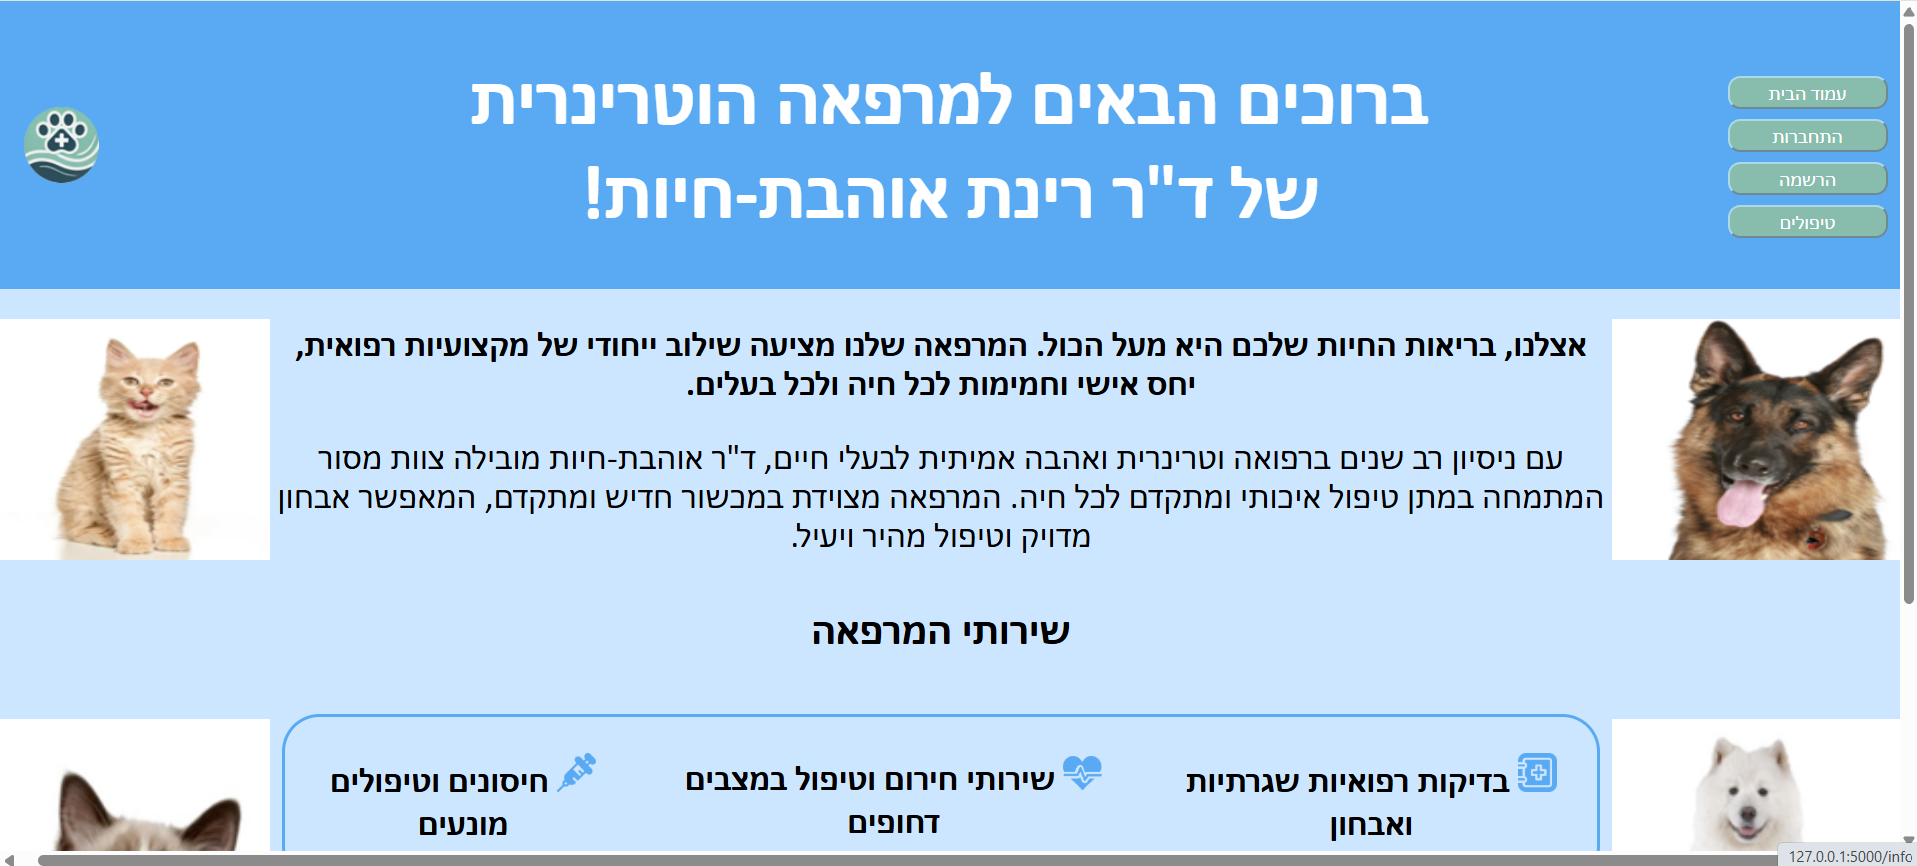 ברוכים הבאים למרפאה הוטרינרית
של ד"ר רינת אוהבת-חיות!
עמוד הבית
התחברות
הרשמה
טיפולים
אצלנו, בריאות החיות שלכם היא מעל הכול. המרפאה שלנו מציעה שילוב ייחודי של מקצועיות רפואית,
יחס אישי וחמימות לכל חיה ולכל בעלים.
עם ניסיון רב שנים ברפואה וטרינרית ואהבה אמיתית לבעלי חיים, ד"ר אוהבת-חיות מובילה צוות מסור
המתמחה במתן טיפול איכותי ומתקדם לכל חיה. המרפאה מצוידת במכשור חדיש ומתקדם, המאפשר אבחון
מדויק וטיפול מהיר ויעיל.
שירותי המרפאה
בדיקות רפואיות שגרתיות
ואבחון
שירותי חירום וטיפול במצבים
דחופים
חיסונים וטיפולים
מונעים
127.0.0.1:5000/info